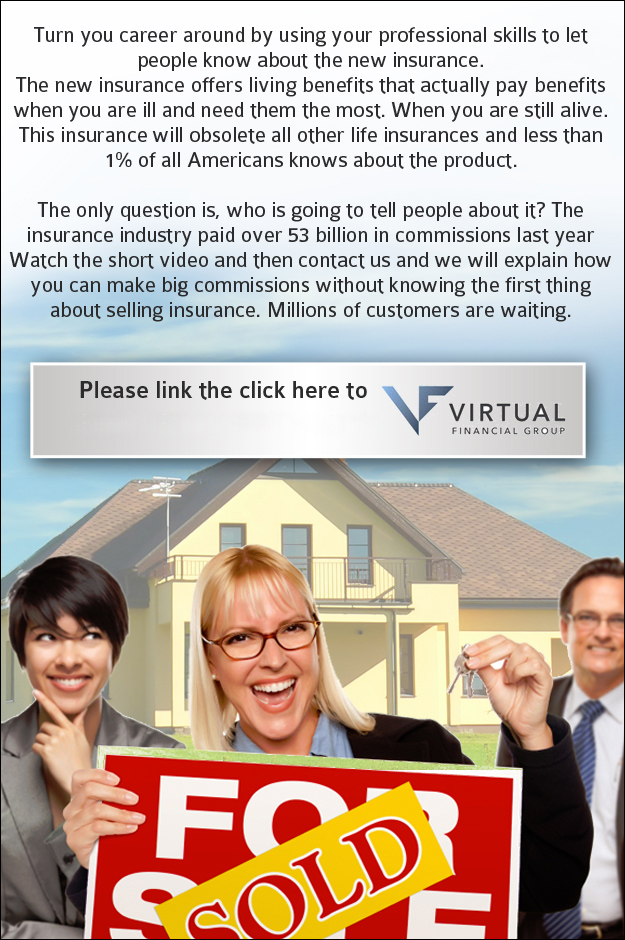 Turn you career around by using your professional skills to let
people know about the new insurance.
The new insurance offers living benefits that actually pay benefits
when you are ill and need them the most. When you are still alive.
This insurance will obsolete all other life insurances and less than
1% of all Americans knows about the product.
The only question is, who is going to tell people about it? The
insurance industry paid over 53 billion in commissions last year
Watch the short video and then contact us and we will explain how
you can make big commissions without knowing the first thing
about selling insurance. Millions of customers are waiting.
Please link the click here to
VF VIRTUAL
FINANCIAL GROUP
FOR
SALE
SOLD